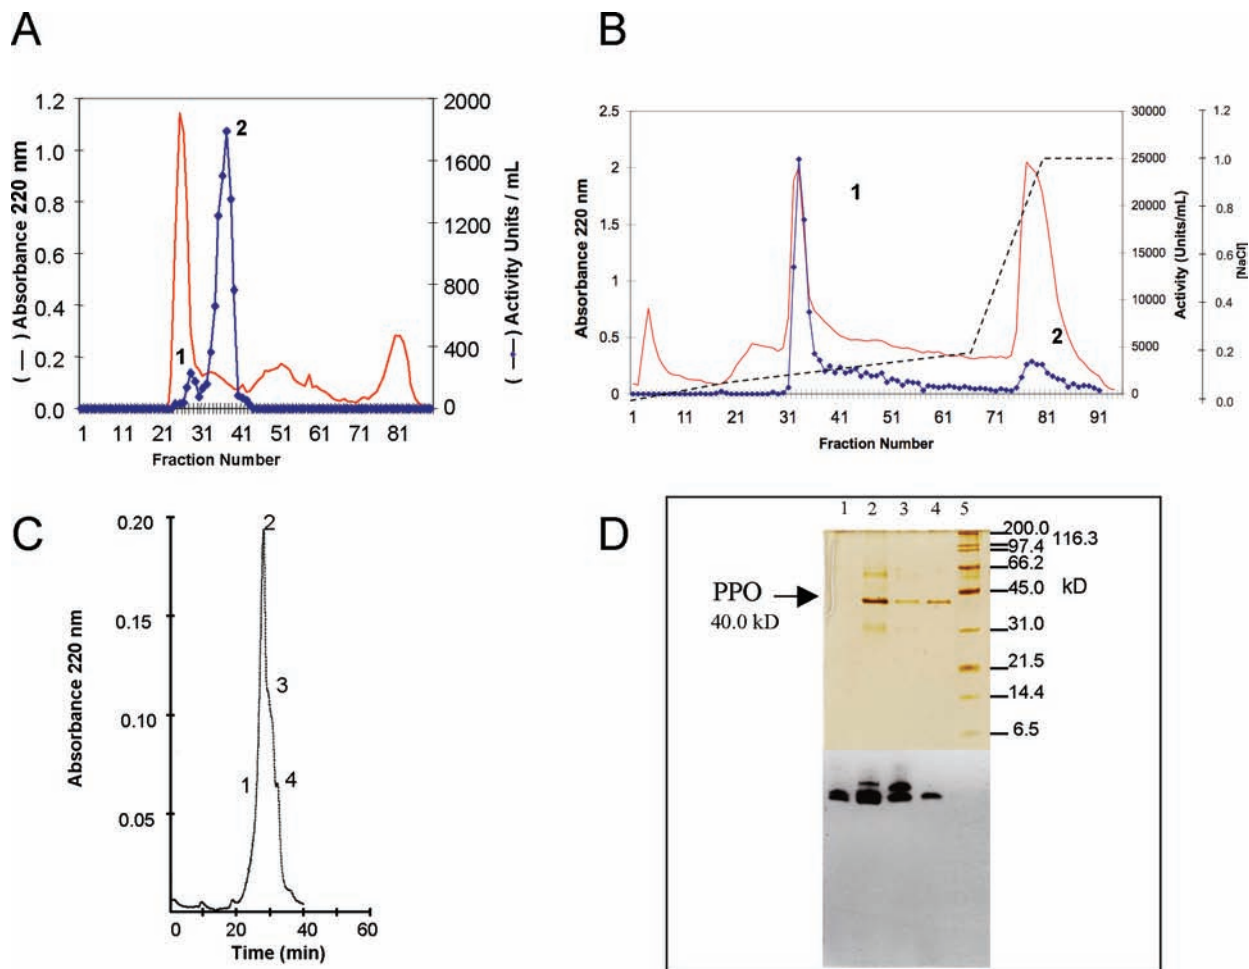 A
B
1.2
1.0
0.8
0.6
0.4
0.2
0.0
( — ) Absorbance 220 nm
1
2
2000
1600
1200
800
400
0
( —) Activity Units / mL
1 11 21 31 41 51 61 71 81
Fraction Number
2.5
2
1.5
1
0.5
0
Absorbance 220 nm
1
2
30000
25000
20000
15000
10000
5000
0
Activity (Units/mL)
1.2
1.0
0.8
0.6
0.4
0.2
0.0
[NaCl]
1 11 21 31 41 51 61 71 81 91
Fraction Number
C
0.20
0.15
0.10
0.05
Absorbance 220 nm
2
3
1
4
0 20 40 60
Time (min)
D
1 2 3 4 5
PPO
40.0 kD
200.0
116.3
97.4
66.2
45.0
kD
31.0
21.5
14.4
6.5